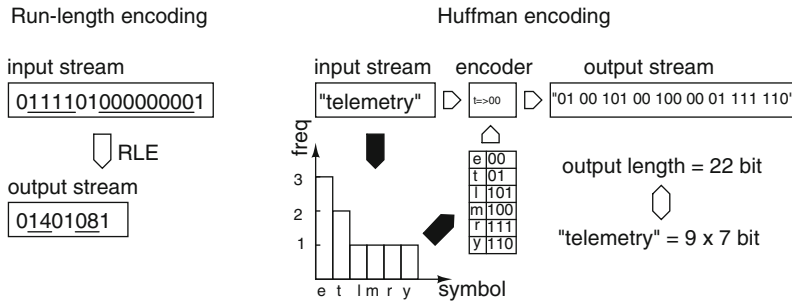 Run-length encoding
input stream
0111101000000001
RLE
output stream
01401081
Huffman encoding
input stream
encoder
output stream
"telemetry"
t=>00
"01 00 101 00 100 00 01 111 110"
freq
3
2
1
e t l m r y
symbol
e 00
t 01
l 101
m 100
r 111
y 110
output length = 22 bit
"telemetry" = 9 x 7 bit